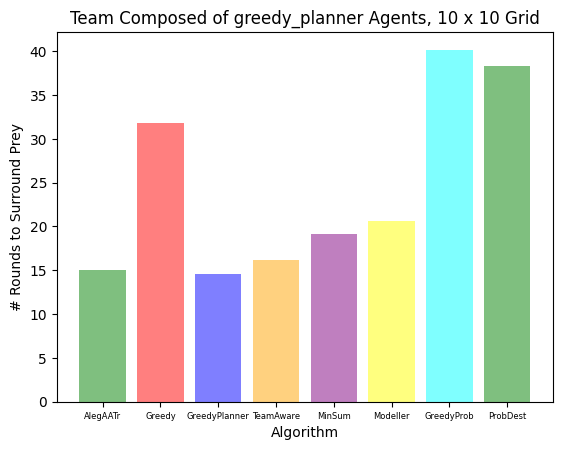 Team Composed of greedy_planner Agents, 10 x 10 Grid
# Rounds to Surround Prey
40
35
30
25
20
15
10
5
0
AlegAATr Greedy GreedyPlanner TeamAware MinSum Modeller GreedyProb ProbDest
Algorithm